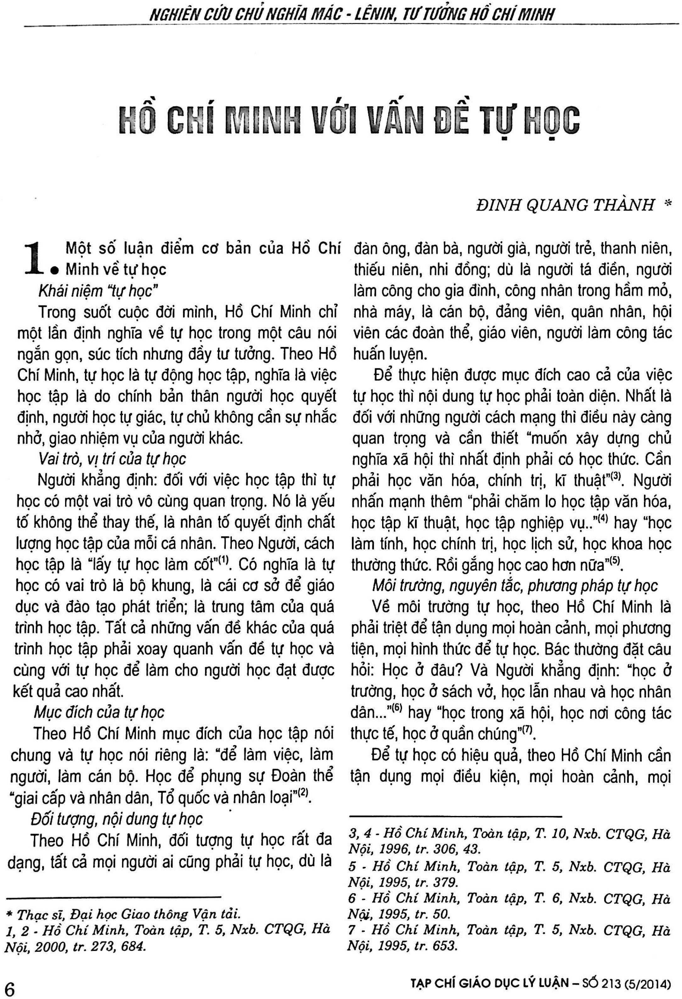 NGHIÊN CỨU CHỦ NGHĨA MÁC - LÊNIN, TƯ TƯỞNG HỒ CHÍ MINH
HỒ CHÍ MINH VỚI VẤN ĐỀ TỰ HỌC
ĐINH QUANG THÀNH *
1. Một số luận điểm cơ bản của Hồ Chí
Minh về tự học
Khái niệm “tự học”
Trong suốt cuộc đời mình, Hồ Chí Minh chỉ
một lần định nghĩa về tự học trong một câu nói
ngắn gọn, súc tích nhưng đầy tư tưởng. Theo Hồ
Chí Minh, tự học là tự động học tập, nghĩa là việc
học tập là do chính bản thân người học quyết
định, người học tự giác, tự chủ không cần sự nhắc
nhở, giao nhiệm vụ của người khác.
Vai trò, vị trí của tự học
Người khẳng định: đối với việc học tập thì tự
học có một vai trò vô cùng quan trọng. Nó là yếu
tố không thể thay thế, là nhân tố quyết định chất
lượng học tập của mỗi cá nhân. Theo Người, cách
học tập là “lấy tự học làm cốt”(1). Có nghĩa là tự
học có vai trò là bộ khung, là cái cơ sở để giáo
dục và đào tạo phát triển; là trung tâm của quá
trình học tập. Tất cả những vấn đề khác của quá
trình học tập phải xoay quanh vấn đề tự học và
cùng với tự học để làm cho người học đạt được
kết quả cao nhất.
Mục đích của tự học
Theo Hồ Chí Minh mục đích của học tập nói
chung và tự học nói riêng là: “để làm việc, làm
người, làm cán bộ. Học để phụng sự Đoàn thể
“giai cấp và nhân dân, Tổ quốc và nhân loại”(2).
Đối tượng, nội dung tự học
Theo Hồ Chí Minh, đối tượng tự học rất đa
dạng, tất cả mọi người ai cũng phải tự học, dù là
* Thạc sĩ, Đại học Giao thông Vận tải.
1, 2 - Hồ Chí Minh, Toàn tập, T. 5, Nxb. CTQG, Hà
Nội, 2000, tr. 273, 684.
đàn ông, đàn bà, người già, người trẻ, thanh niên,
thiếu niên, nhi đồng; dù là người tá điền, người
làm công cho gia đình, công nhân trong hầm mỏ,
nhà máy, là cán bộ, đảng viên, quân nhân, hội
viên các đoàn thể, giáo viên, người làm công tác
huấn luyện.
Để thực hiện được mục đích cao cả của việc
tự học thì nội dung tự học phải toàn diện. Nhất là
đối với những người cách mạng thì điều này càng
quan trọng và cần thiết “muốn xây dựng chủ
nghĩa xã hội thì nhất định phải có học thức. Cần
phải học văn hóa, chính trị, kĩ thuật”(3). Người
nhấn mạnh thêm “phải chăm lo học tập văn hóa,
học tập kĩ thuật, học tập nghiệp vụ..”(4) hay “học
làm tính, học chính trị, học lịch sử, học khoa học
thường thức. Rồi gắng học cao hơn nữa”(5).
Môi trường, nguyên tắc, phương pháp tự học
Về môi trường tự học, theo Hồ Chí Minh là
phải triệt để tận dụng mọi hoàn cảnh, mọi phương
tiện, mọi hình thức để tự học. Bác thường đặt câu
hỏi: Học ở đâu? Và Người khẳng định: “học ở
trường, học ở sách vở, học lẫn nhau và học nhân
dân...”(6) hay “học trong xã hội, học nơi công tác
thực tế, học ở quần chúng”(7).
Để tự học có hiệu quả, theo Hồ Chí Minh cần
tận dụng mọi điều kiện, mọi hoàn cảnh, mọi
3, 4 - Hồ Chí Minh, Toàn tập, T. 10, Nxb. CTQG, Hà
Nội, 1996, tr. 306, 43.
5 - Hồ Chí Minh, Toàn tập, T. 5, Nxb. CTQG, Hà
Nội, 1995, tr. 379.
6 - Hồ Chí Minh, Toàn tập, T. 6, Nxb. CTQG, Hà
Nội, 1995, tr. 50.
7 - Hồ Chí Minh, Toàn tập, T. 5, Nxb. CTQG, Hà
Nội, 1995, tr. 653.
6
TẠP CHÍ GIÁO DỤC LÝ LUẬN – SỐ 213 (5/2014)